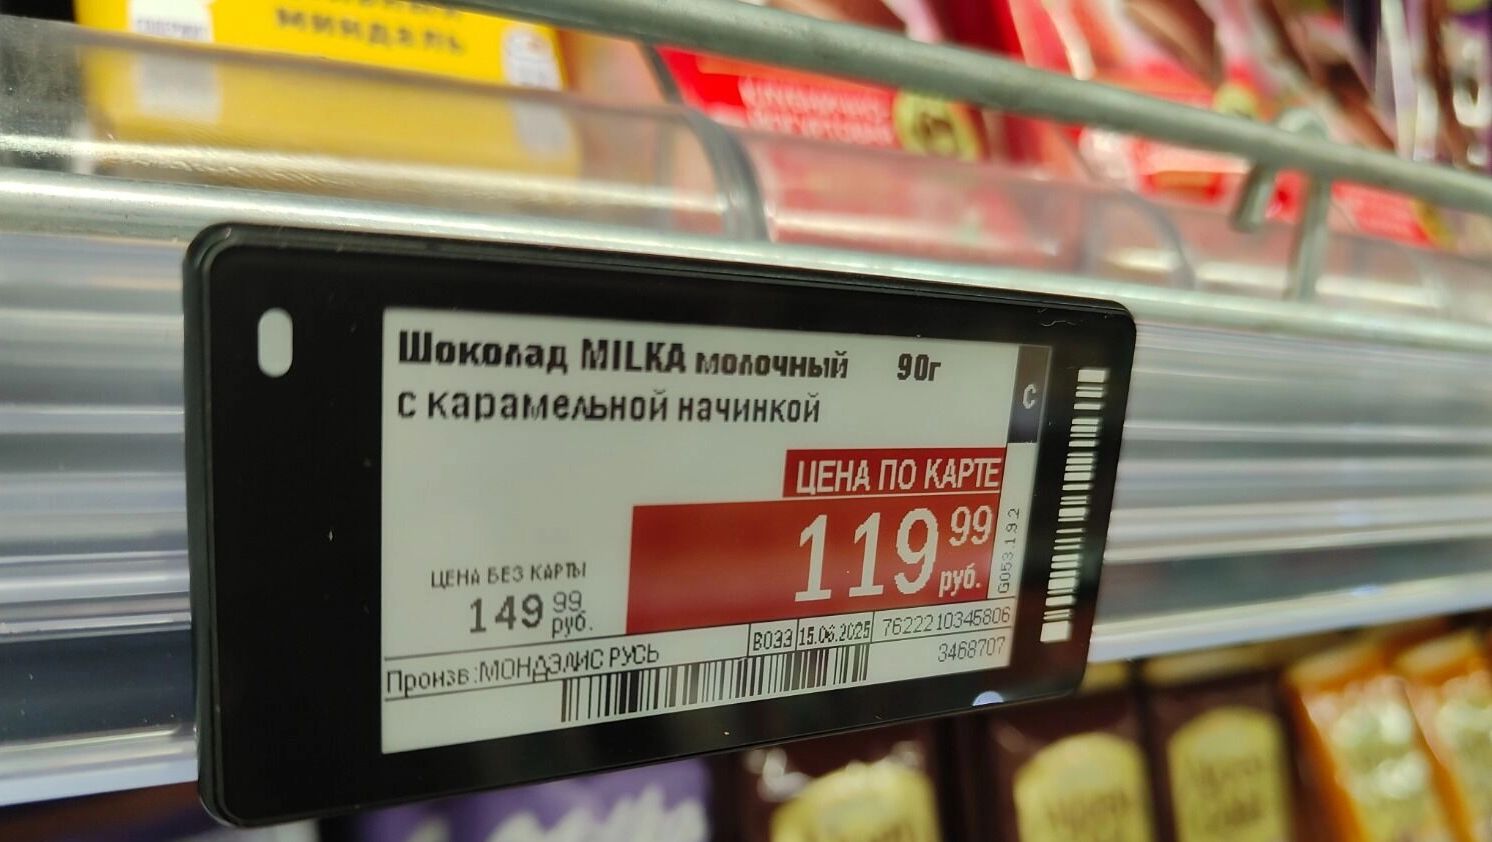 миндаль
Шоколад MILKA молочный 90г
с карамельной начинкой
C
ЦЕНА ПО КАРТЕ
119 99
руб.
ЦЕНА БЕЗ КАРТЫ
149 99
руб.
G053.1.9.2
Произв.:МОНДЭЛИС РУСЬ
B033 15.06.2025 7622210345806
3468707